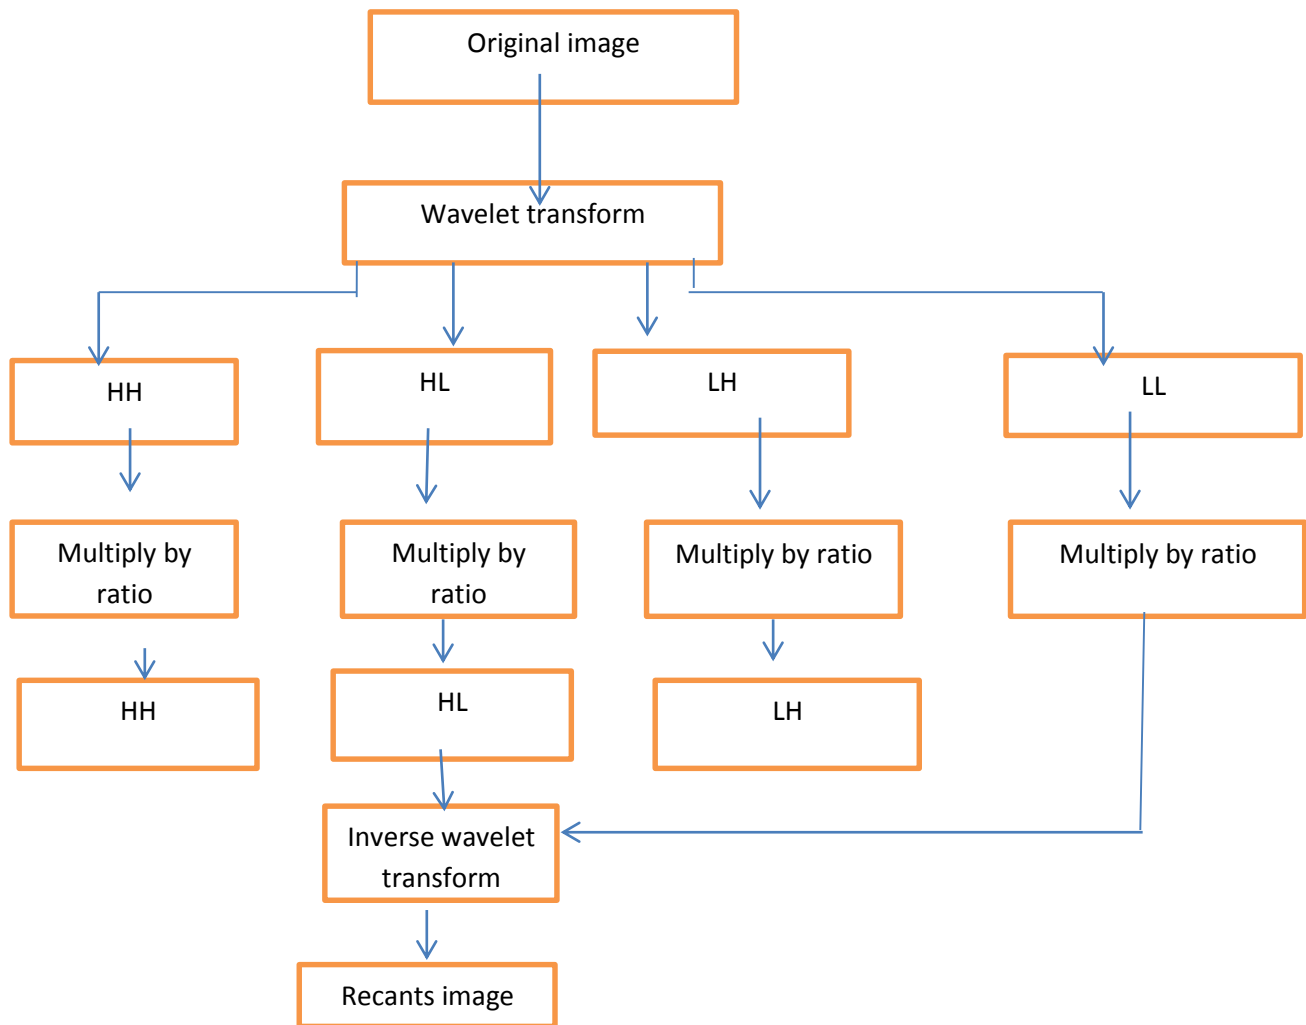 Original image
Wavelet transform
HH
HL
LH
LL
Multiply by
ratio
Multiply by
ratio
Multiply by ratio
Multiply by ratio
HH
HL
LH
Inverse wavelet
transform
Recants image